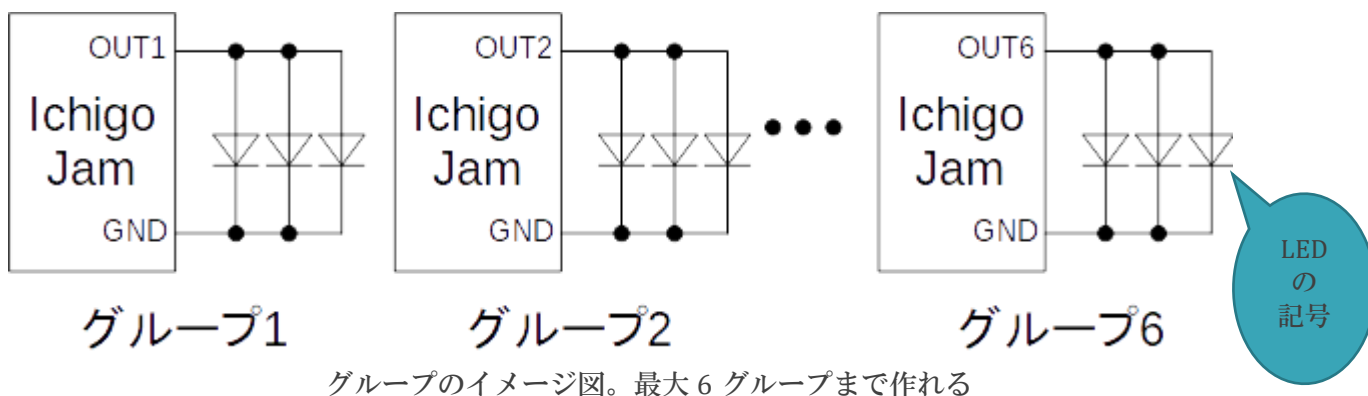 OUT1
Ichigo
Jam
GND
グループ1
OUT2
Ichigo
Jam
GND
グループ2
OUT6
Ichigo
Jam
GND
グループ6
LED
の
記号
グループのイメージ図。最大 6 グループまで作れる